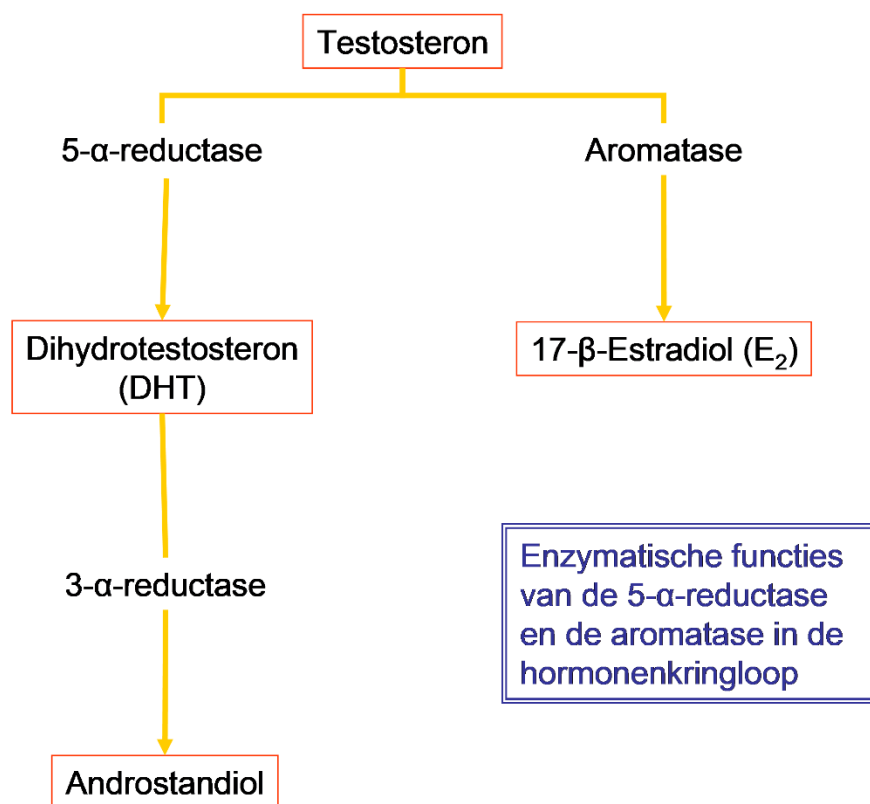 Testosteron
5-α-reductase
Aromatase
Dihydrotestosteron
(DHT)
17-β-Estradiol (E₂)
3-α-reductase
Enzymatische functies
van de 5-α-reductase
en de aromatase in de
hormonenkringloop
Androstandiol